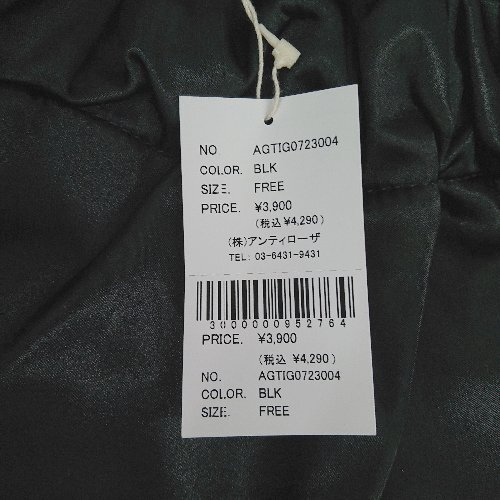 NO. AGTIG0723004
COLOR. BLK
SIZE. FREE
PRICE. ¥3,900
(税込 ¥4,290)
(株)アンティローザ
TEL: 03-6431-9431
3000000952764
PRICE. ¥3,900
(税込 ¥4,290)
NO. AGTIG0723004
COLOR. BLK
SIZE. FREE